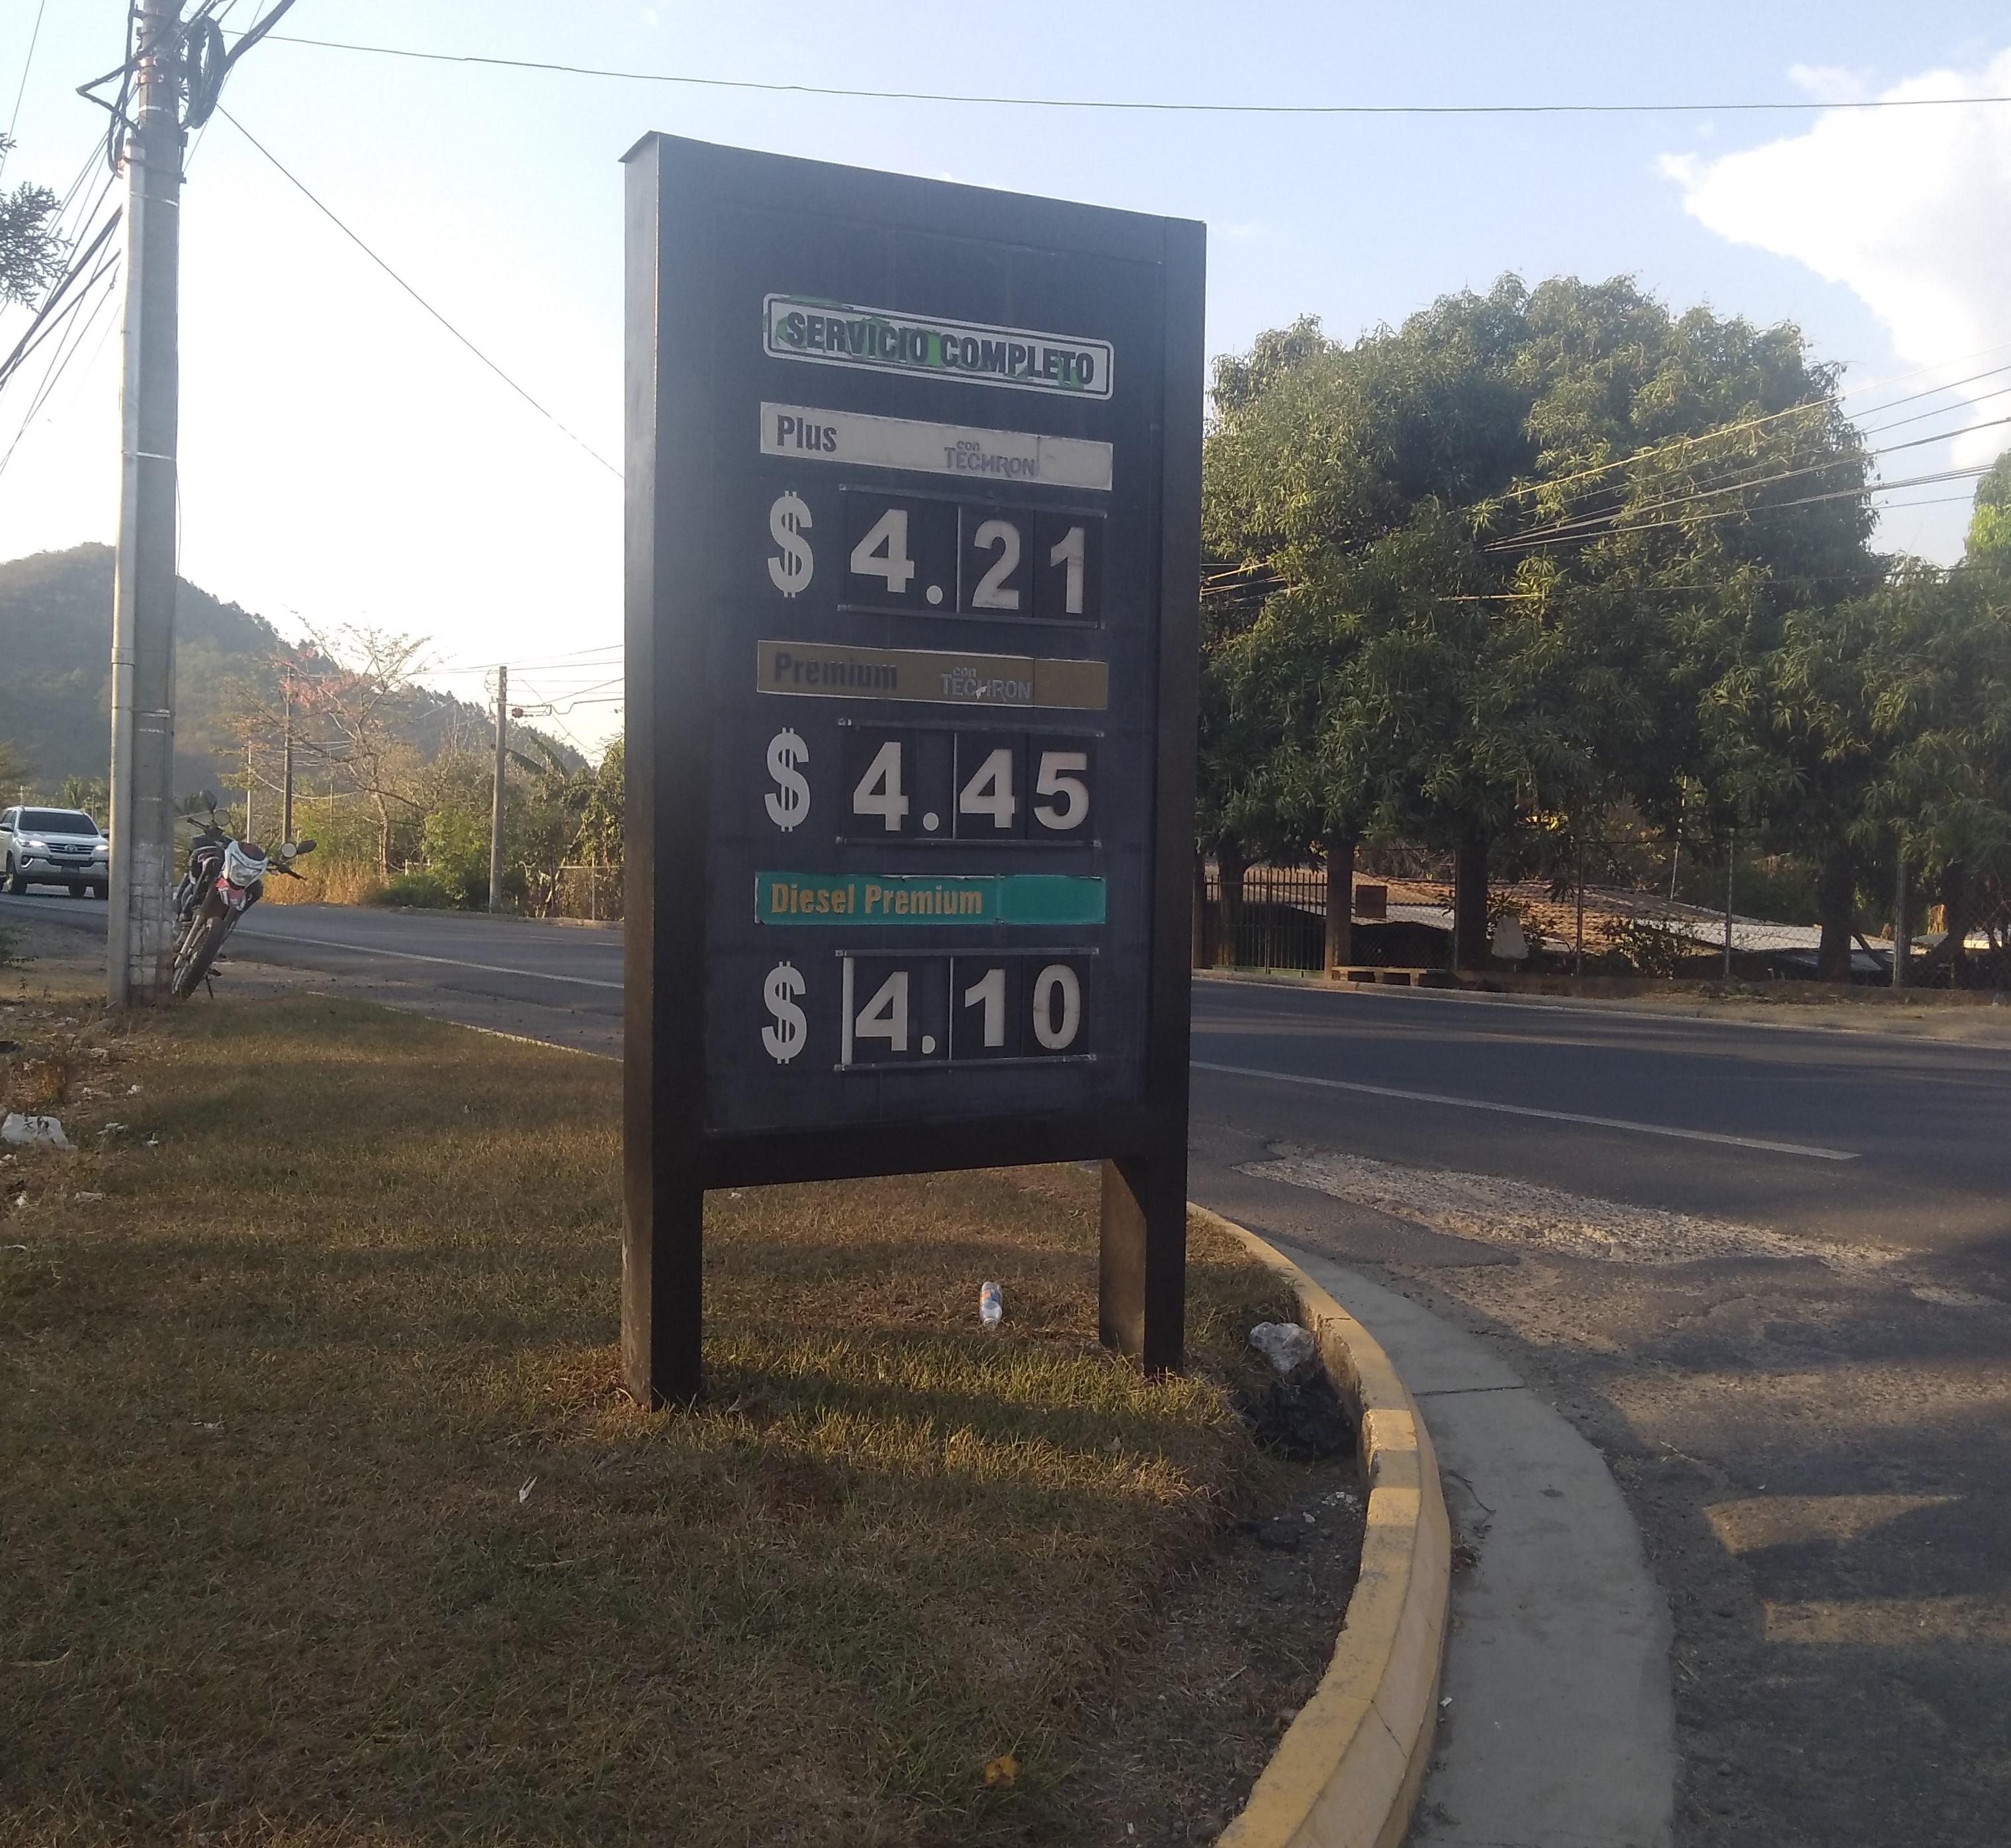 SERVICIO COMPLETO
Plus con TECHRON
$ 4.21
Premium con TECHRON
$ 4.45
Diesel Premium
$ 4.10